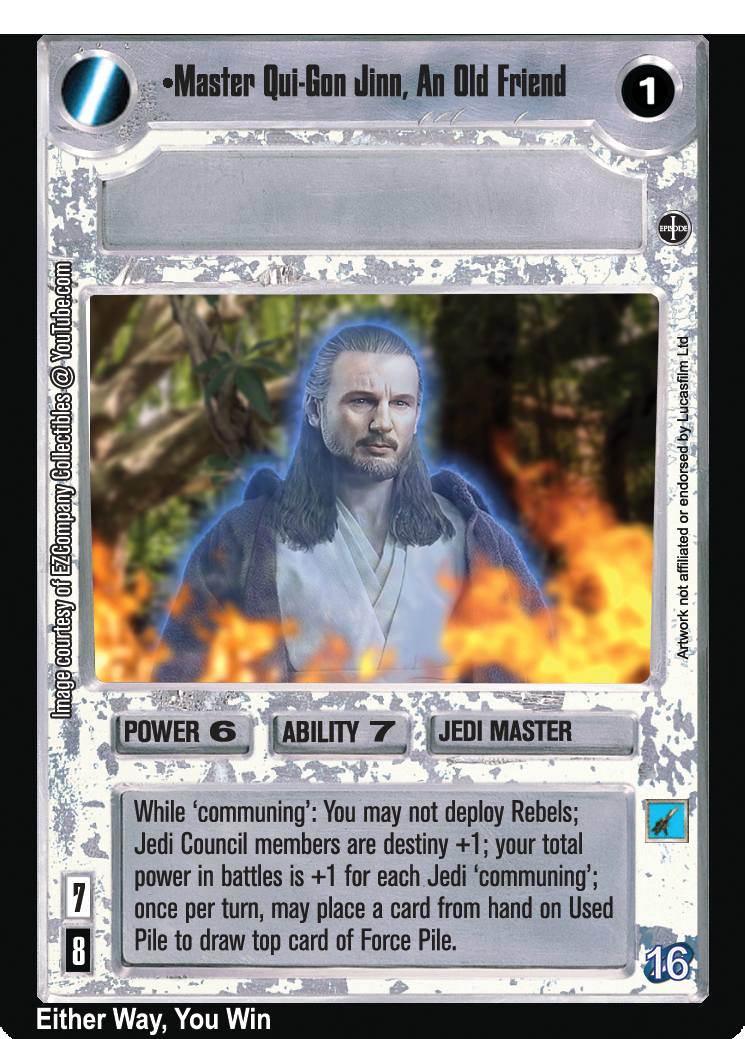 •Master Qui-Gon Jinn, An Old Friend
1
EPISODE
I
Image courtesy of EZCompany Collectibles @ YouTube.com
Artwork not affiliated or endorsed by Lucasfilm Ltd
POWER 6
ABILITY 7
JEDI MASTER
While ‘communing’: You may not deploy Rebels;
Jedi Council members are destiny +1; your total
power in battles is +1 for each Jedi ‘communing’;
once per turn, may place a card from hand on Used
Pile to draw top card of Force Pile.
7
8
16
Either Way, You Win